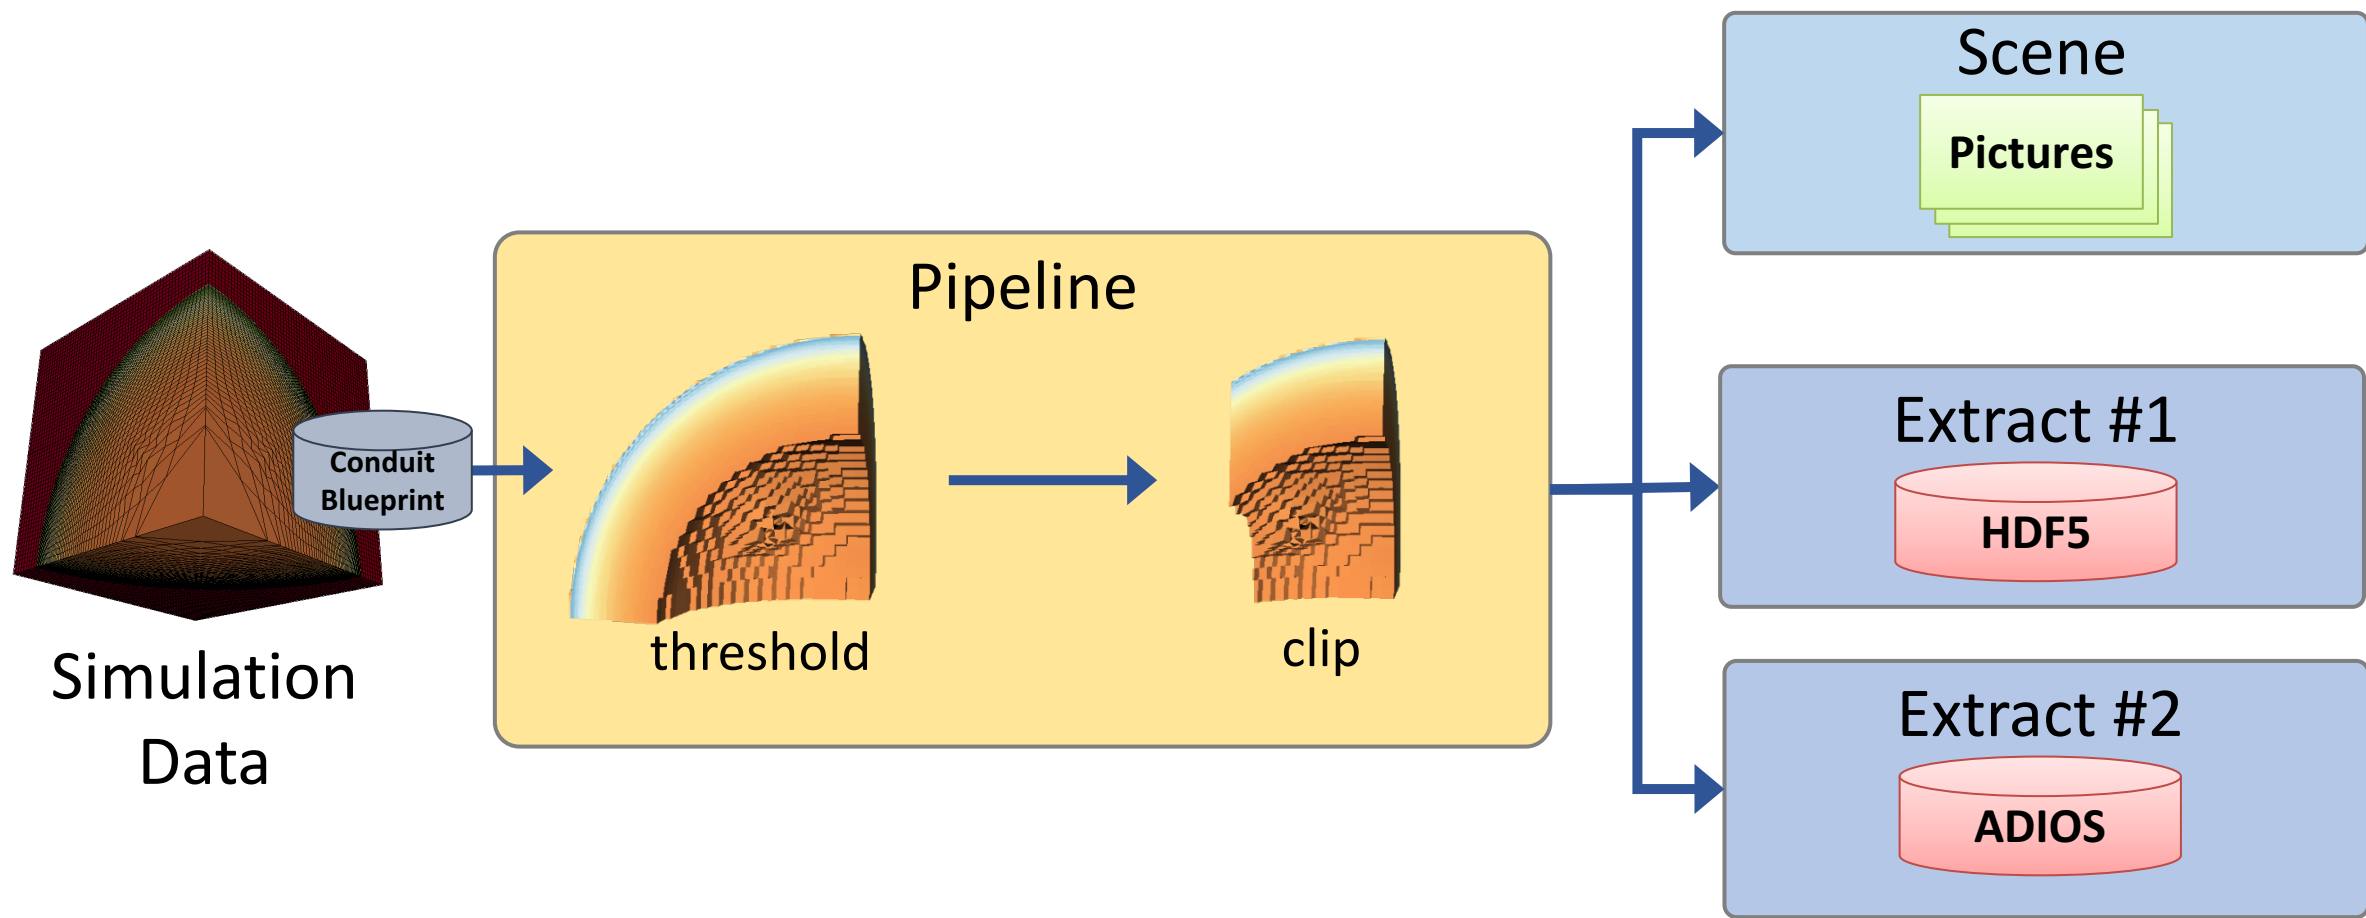 Simulation
Data
Conduit
Blueprint
Pipeline
threshold
clip
Scene
Pictures
Extract #1
HDF5
Extract #2
ADIOS